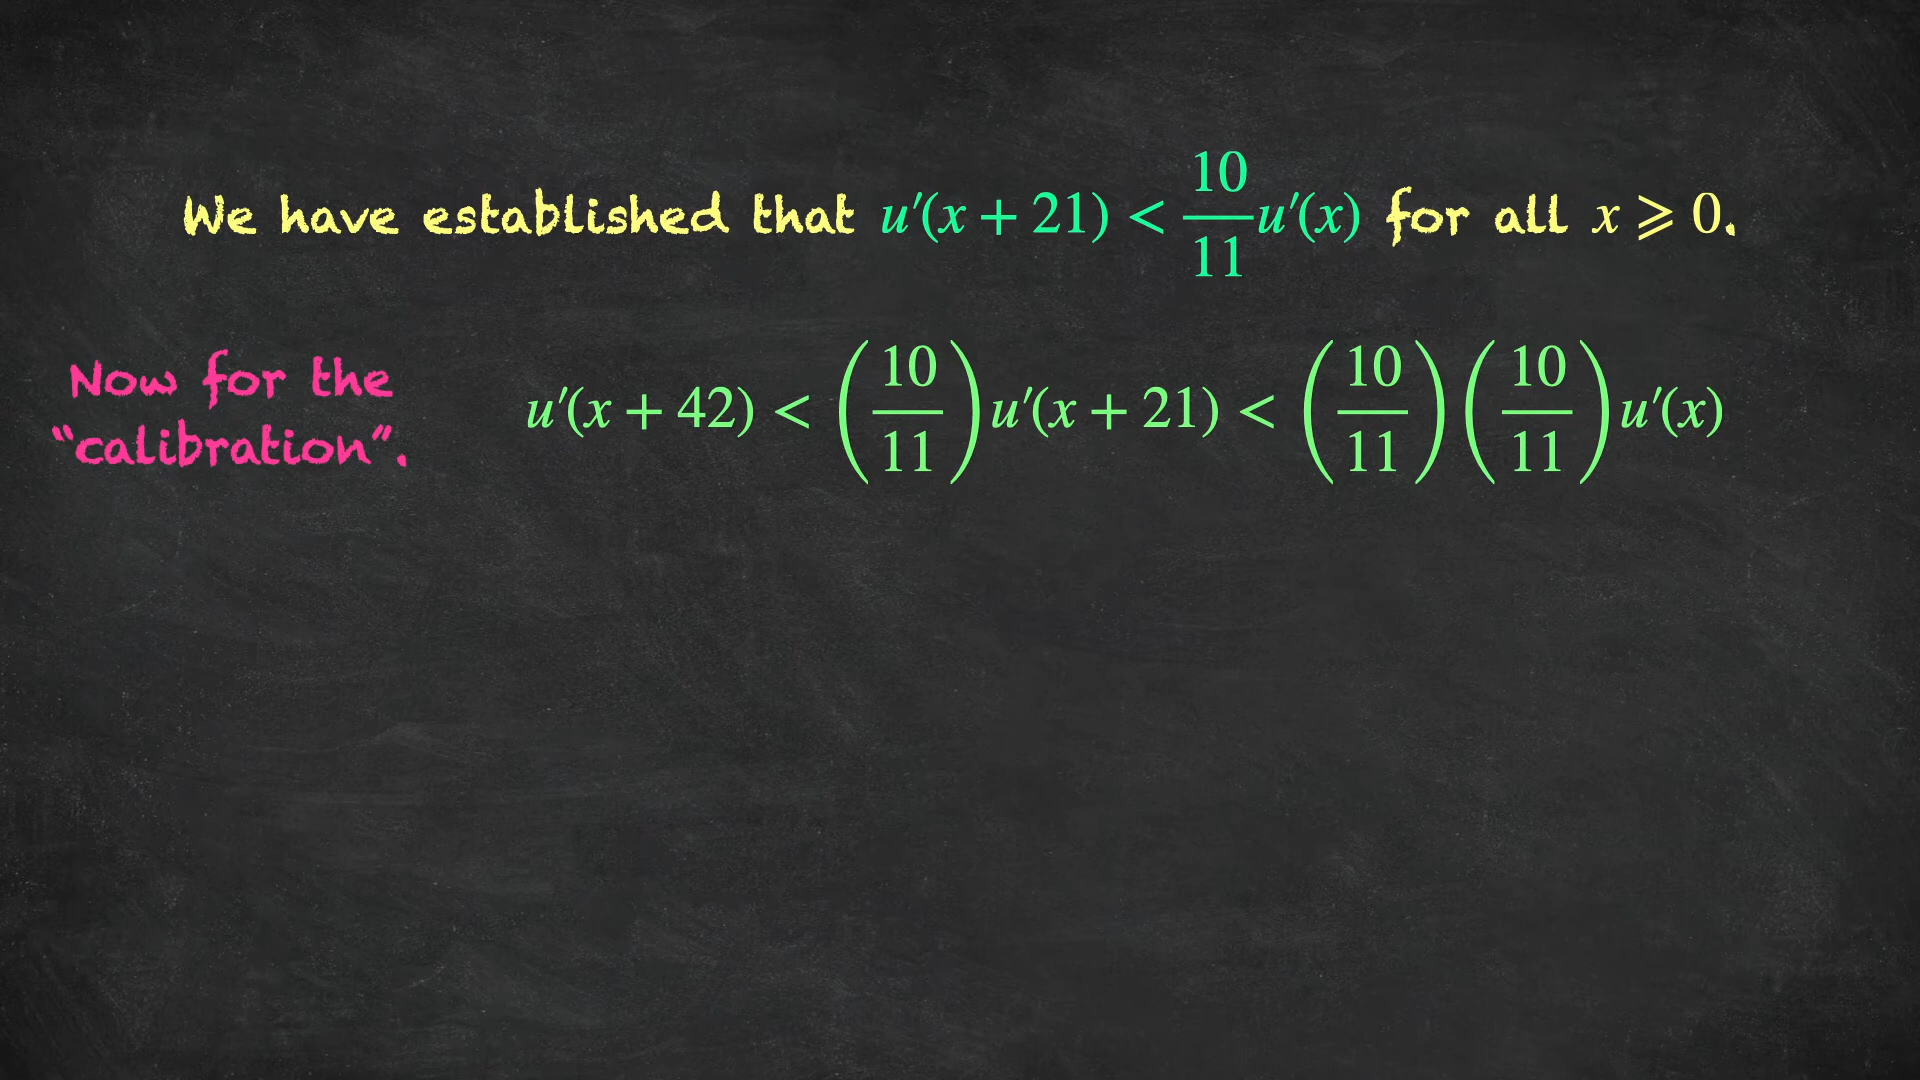 We have established that u′(x + 21) < 10/11 u′(x) for all x ⩾ 0.
Now for the
“calibration”.
u′(x + 42) < (10/11) u′(x + 21) < (10/11) (10/11) u′(x)